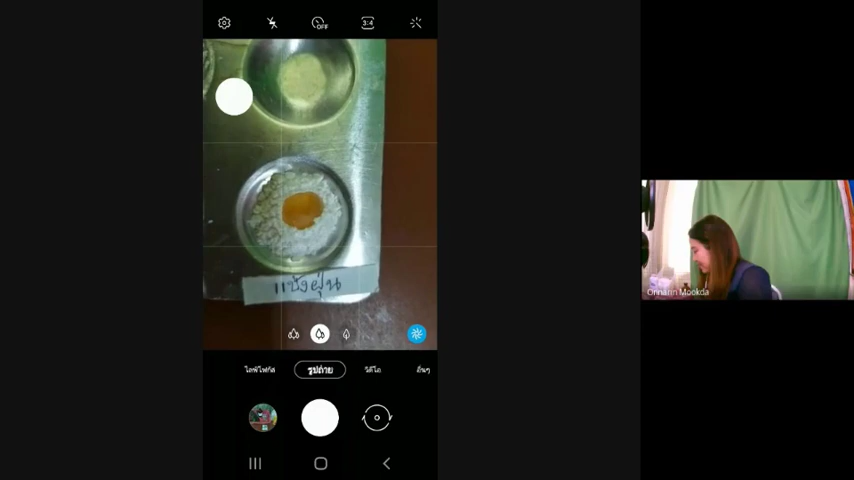 OFF
3:4
แป้งฝุ่น
ไลฟ์โฟกัส
รูปถ่าย
วิดีโอ
อื่นๆ
Onnarin Mookda